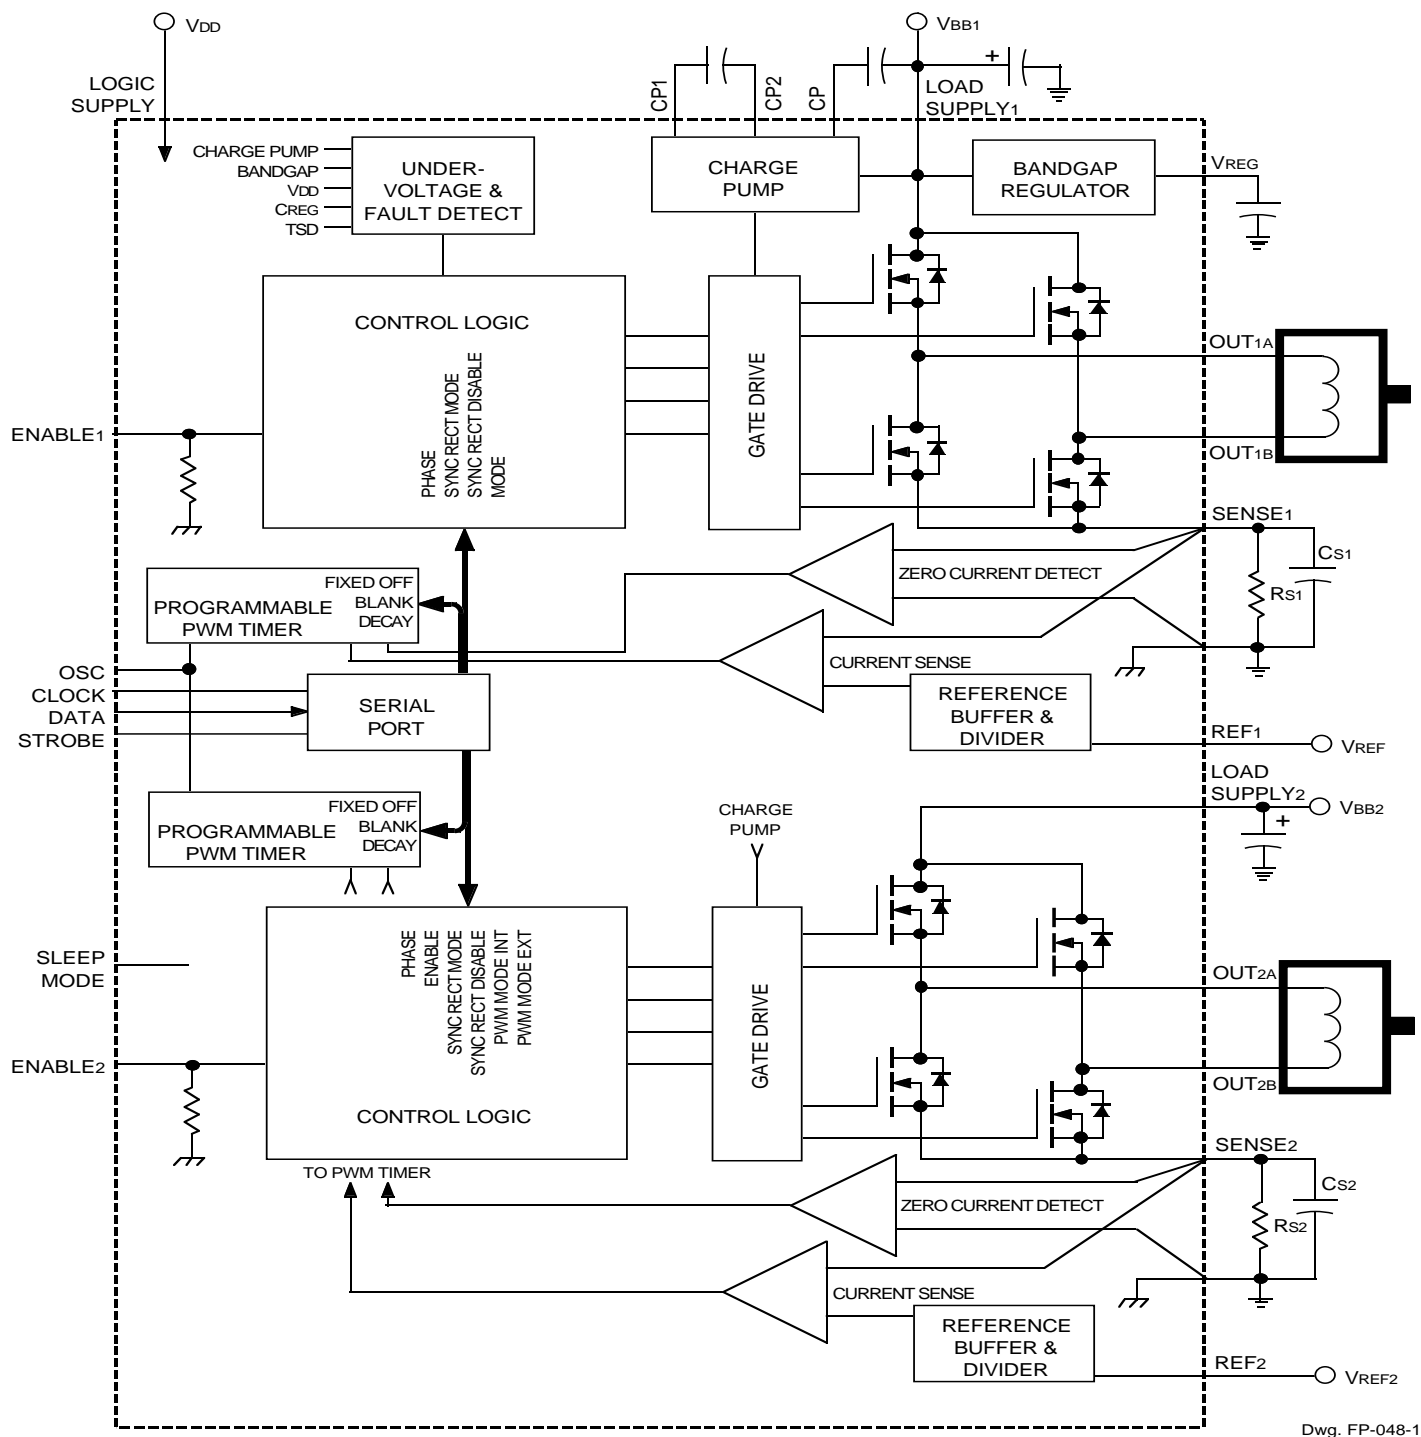 VDD
VBB1
LOGIC
SUPPLY
CP1
CP2
CP
LOAD
SUPPLY1
CHARGE PUMP
BANDGAP
VDD
CREG
TSD
UNDER-
VOLTAGE &
FAULT DETECT
CHARGE
PUMP
BANDGAP
REGULATOR
VREG
CONTROL LOGIC
PHASE
SYNC RECT MODE
SYNC RECT DISABLE
MODE
GATE DRIVE
OUT1A
OUT1B
ENABLE1
SENSE1
CS1
RS1
ZERO CURRENT DETECT
FIXED OFF
BLANK
DECAY
PROGRAMMABLE
PWM TIMER
CURRENT SENSE
OSC
CLOCK
DATA
STROBE
SERIAL
PORT
REFERENCE
BUFFER &
DIVIDER
REF1
VREF
LOAD
SUPPLY2
VBB2
FIXED OFF
BLANK
DECAY
PROGRAMMABLE
PWM TIMER
CHARGE
PUMP
PHASE
ENABLE
SYNC RECT MODE
SYNC RECT DISABLE
PWM MODE INT
PWM MODE EXT
CONTROL LOGIC
GATE DRIVE
SLEEP
MODE
OUT2A
OUT2B
ENABLE2
SENSE2
CS2
RS2
TO PWM TIMER
ZERO CURRENT DETECT
CURRENT SENSE
REFERENCE
BUFFER &
DIVIDER
REF2
VREF2
+
+
Dwg. FP-048-1